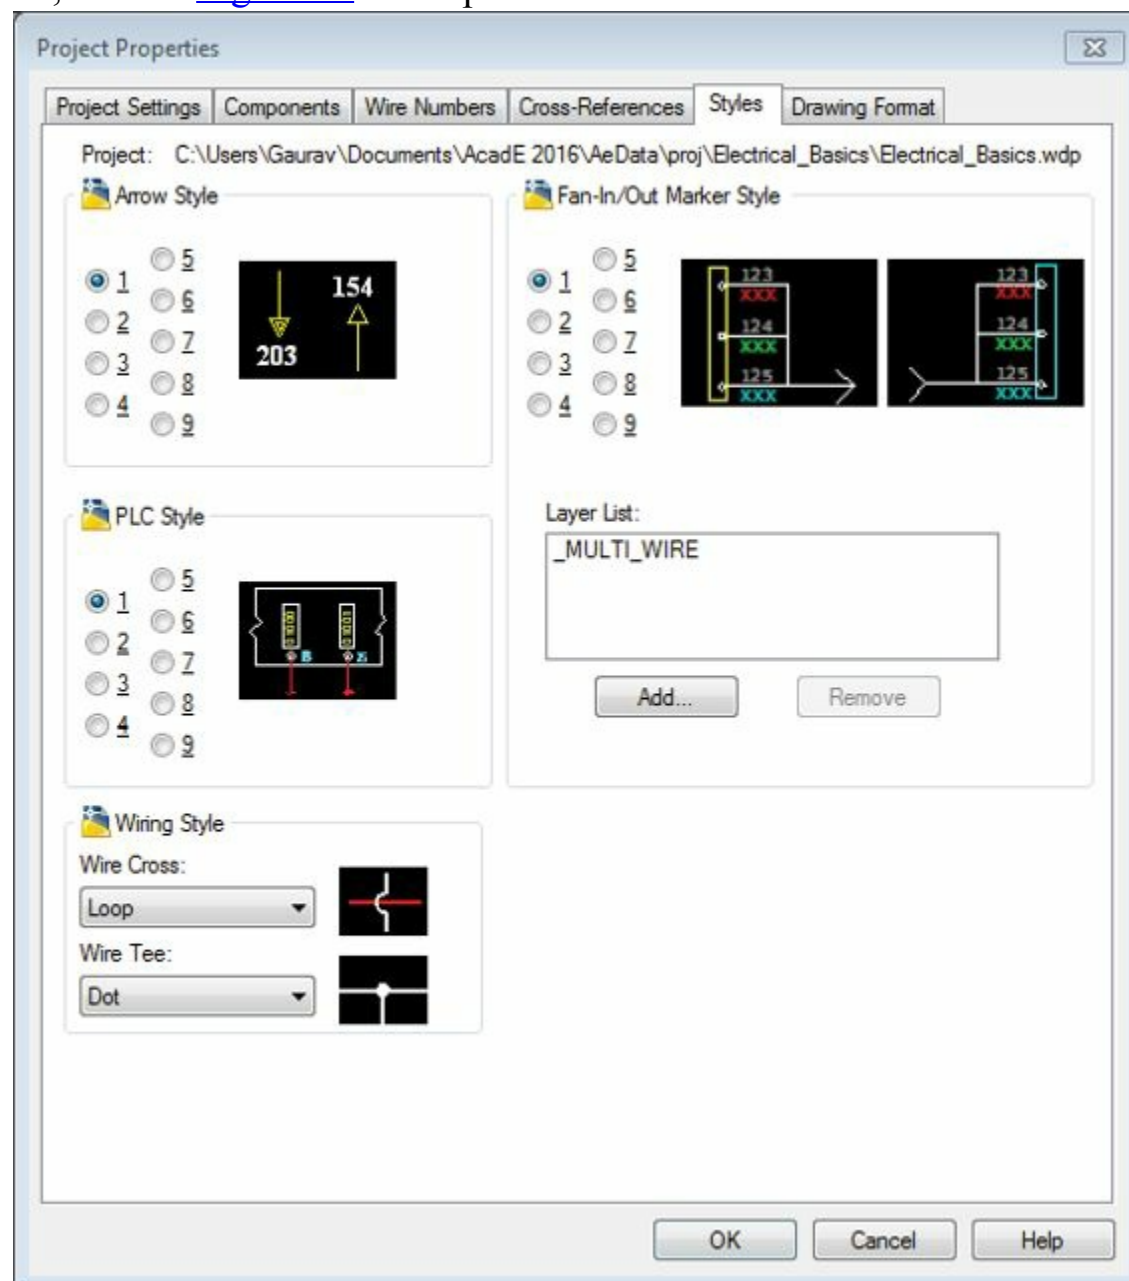 Project Properties
Project Settings Components Wire Numbers Cross-References Styles Drawing Format
Project: C:\Users\Gaurav\Documents\AcadE 2016\AeData\proj\Electrical_Basics\Electrical_Basics.wdp
Arrow Style
1
2
3
4
5
6
7
8
9
203
154
Fan-In/Out Marker Style
1
2
3
4
5
6
7
8
9
123
XXX
124
XXX
125
XXX
123
XXX
124
XXX
125
XXX
PLC Style
1
2
3
4
5
6
7
8
9
Layer List:
_MULTI_WIRE
Add...
Remove
Wiring Style
Wire Cross:
Loop
Wire Tee:
Dot
OK Cancel Help